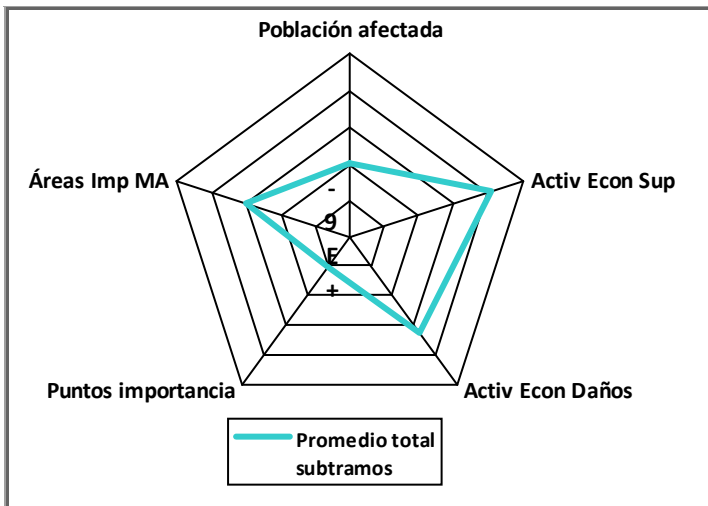 Población afectada
Áreas Imp MA
Activ Econ Sup
-
9
E
+
Puntos importancia
Activ Econ Daños
Promedio total
subtramos